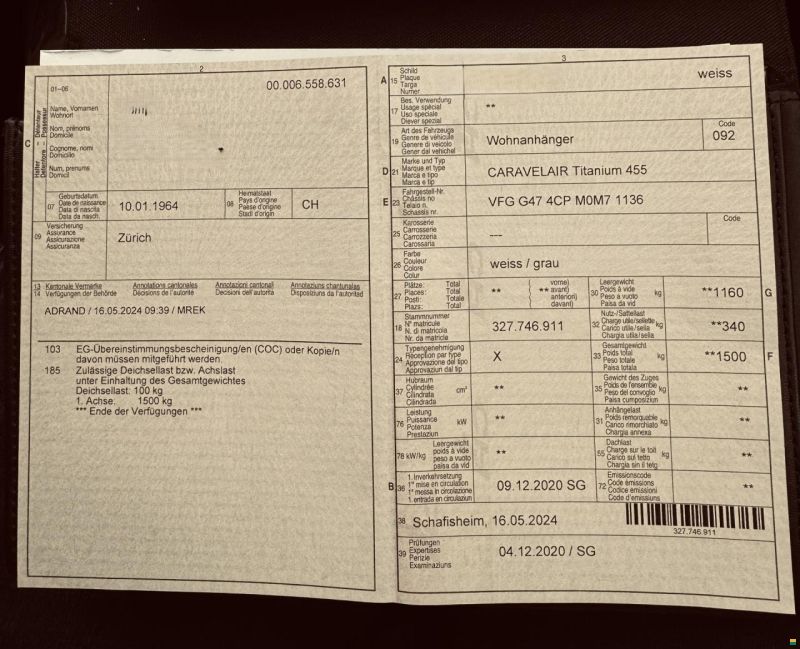 2
01–06
00.006.558.631
Name, Vornamen
Wohnort
Nom, prénoms
Domicile
Cognome, nomi
Domicilio
Num, prenums
Domicil
C
Halter
Détenteur
07
Geburtsdatum
Date de naissance
Data di nascita
Data da nasch.
10.01.1964
08
Heimatstaat
Pays d'origine
Paese d'origine
Stadi d'origin
CH
09
Versicherung
Assurance
Assicurazione
Assicuranza
Zürich
13 Kantonale Vermerke Annotations cantonales Annotazioni cantonali Annotaziuns chantunalas
14 Verfügungen der Behörde Décisions de l'autorité Decisioni dell'autorità Disposiziuns da l'autoritad
ADRAND / 16.05.2024 09:39 / MREK
103 EG-Übereinstimmungsbescheinigung/en (COC) oder Kopie/n
davon müssen mitgeführt werden.
185 Zulässige Deichsellast bzw. Achslast
unter Einhaltung des Gesamtgewichtes
Deichsellast: 100 kg
1. Achse. 1500 kg
*** Ende der Verfügungen ***
3
A 15
Schild
Plaque
Targa
Numer
weiss
17
Bes. Verwendung
Usage spécial
Uso speciale
Diever spezial
**
19
Art des Fahrzeugs
Genre de véhicule
Genere di veicolo
Gener dal vehichel
Wohnanhänger
Code
092
D 21
Marke und Typ
Marque et type
Marca e tipo
Marca e tip
CARAVELAIR Titanium 455
E 23
Fahrgestell-Nr.
Châssis no
Telaio n.
Schassis nr.
VFG G47 4CP M0M7 1136
25
Karosserie
Carrosserie
Carrozzeria
Carossaria
---
Code
26
Farbe
Couleur
Colore
Colur
weiss / grau
27
Plätze: Total
Places: Total
Posti: Totale
Plazs: Total
**
( vorne)
** avant)
anteriori)
davant)
30
Leergewicht
Poids à vide
Peso a vuoto
Paisa da vid
kg
**1160
G
18
Stammnummer
N° matricule
N. di matricola
Nr. da matricle
327.746.911
32
Nutz-/Sattellast
Charge utile/sellette
Carico utile/sella
Chargia utila/sella
kg
**340
24
Typengenehmigung
Réception par type
Approvazione del tipo
Approvaziun dal tip
X
33
Gesamtgewicht
Poids total
Peso totale
Paisa totala
kg
**1500
F
37
Hubraum
Cylindrée
Cilindrata
Cilindrada
cm³
**
35
Gewicht des Zuges
Poids de l'ensemble
Peso del convoglio
Paisa cumposiziun
kg
**
76
Leistung
Puissance
Potenza
Prestaziun
kW
**
31
Anhängelast
Poids remorquable
Carico rimorchiato
Chargia annexa
kg
**
78 kW/kg
Leergewicht
poids à vide
peso a vuoto
paisa da vid
**
55
Dachlast
Charge sur le toit
Carico sul tetto
Chargia sin il tetg
kg
**
B 36
1. Inverkehrsetzung
1re mise en circulation
1a messa in circolazione
1. entrada en circulaziun
09.12.2020 SG
72
Emissionscode
Code émissions
Codice emissioni
Code d'emissiuns
**
38
Schafisheim, 16.05.2024
327.746.911
39
Prüfungen
Expertises
Perizie
Examinaziuns
04.12.2020 / SG